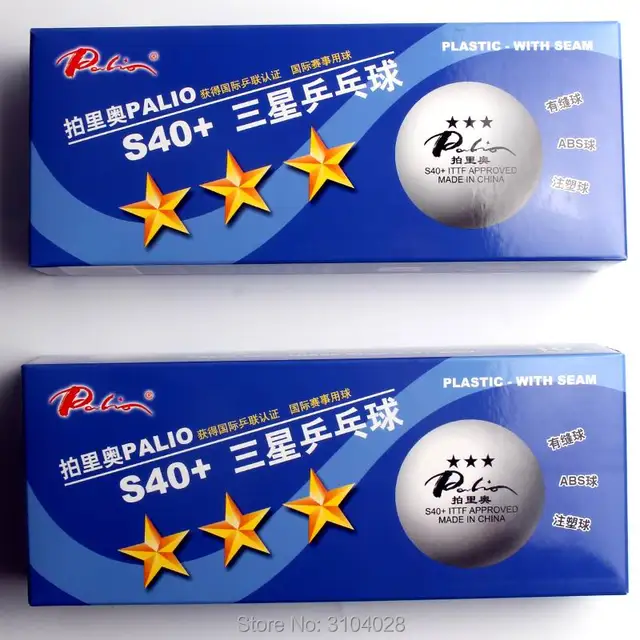 Palio®
PLASTIC - WITH SEAM
拍里奥PALIO 获得国际乒联认证 国际赛事用球
S40+ 三星乒乓球
★★★
Palio
拍里奥
S40+ ITTF APPROVED
MADE IN CHINA
有缝球
ABS球
注塑球
Palio®
PLASTIC - WITH SEAM
拍里奥PALIO 获得国际乒联认证 国际赛事用球
S40+ 三星乒乓球
★★★
Palio
拍里奥
S40+ ITTF APPROVED
MADE IN CHINA
有缝球
ABS球
注塑球
Store No: 3104028